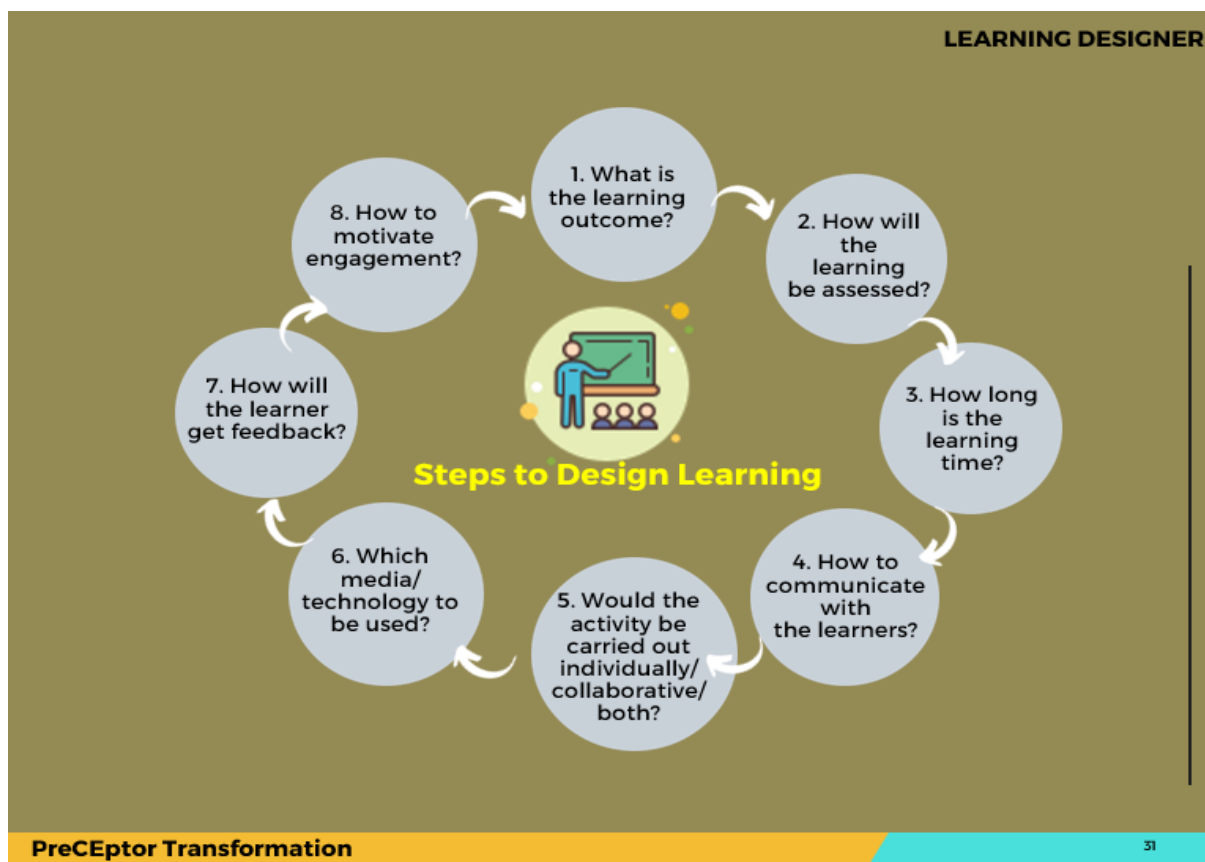 LEARNING DESIGNER
1. What is
the learning
outcome?
2. How will
the
learning
be assessed?
3. How long
is the
learning
time?
4. How to
communicate
with
the learners?
5. Would the
activity be
carried out
individually/
collaborative/
both?
6. Which
media/
technology to
be used?
7. How will
the learner
get feedback?
8. How to
motivate
engagement?
Steps to Design Learning
PreCEptor Transformation
31